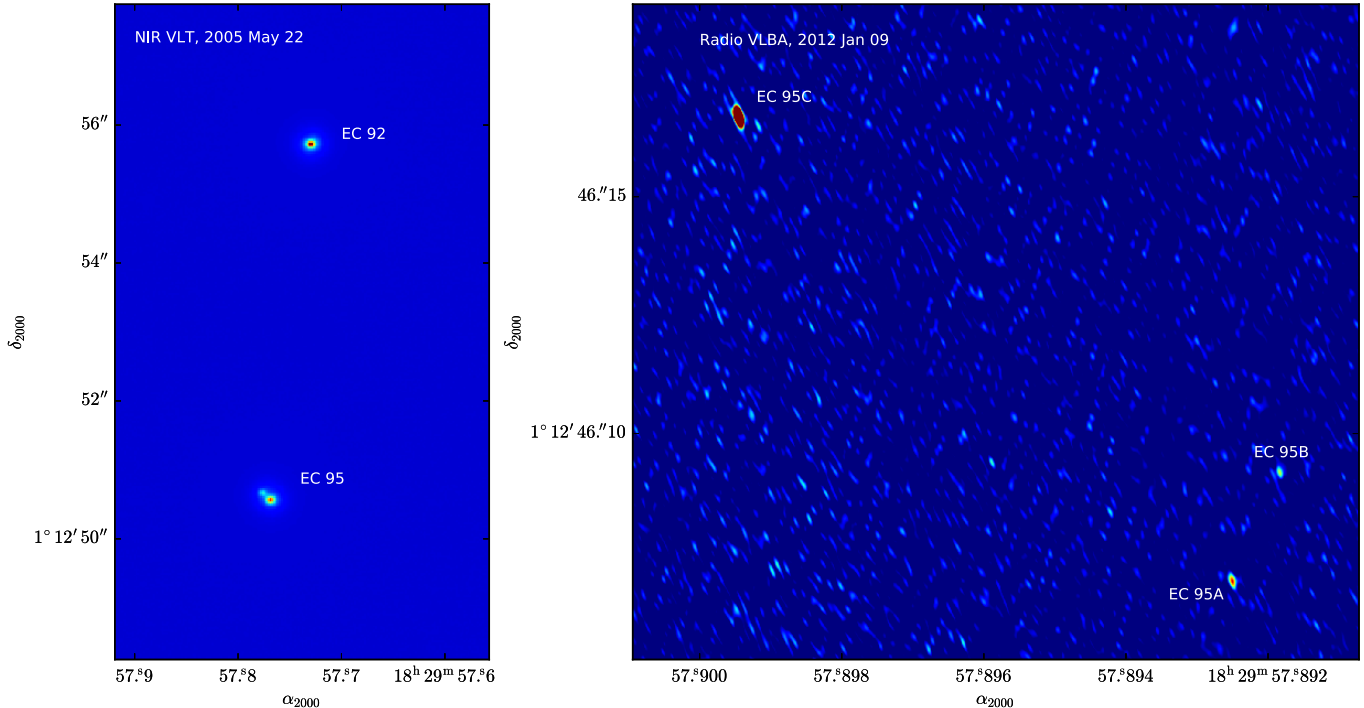 NIR VLT, 2005 May 22
EC 92
EC 95
56″
54″
52″
1° 12′ 50″
δ2000
57.ˢ9
57.ˢ8
57.ˢ7
18ʰ 29ᵐ 57.ˢ6
α2000
Radio VLBA, 2012 Jan 09
EC 95C
EC 95B
EC 95A
46.″15
1° 12′ 46.″10
δ2000
57.ˢ900
57.ˢ898
57.ˢ896
57.ˢ894
18ʰ 29ᵐ 57.ˢ892
α2000